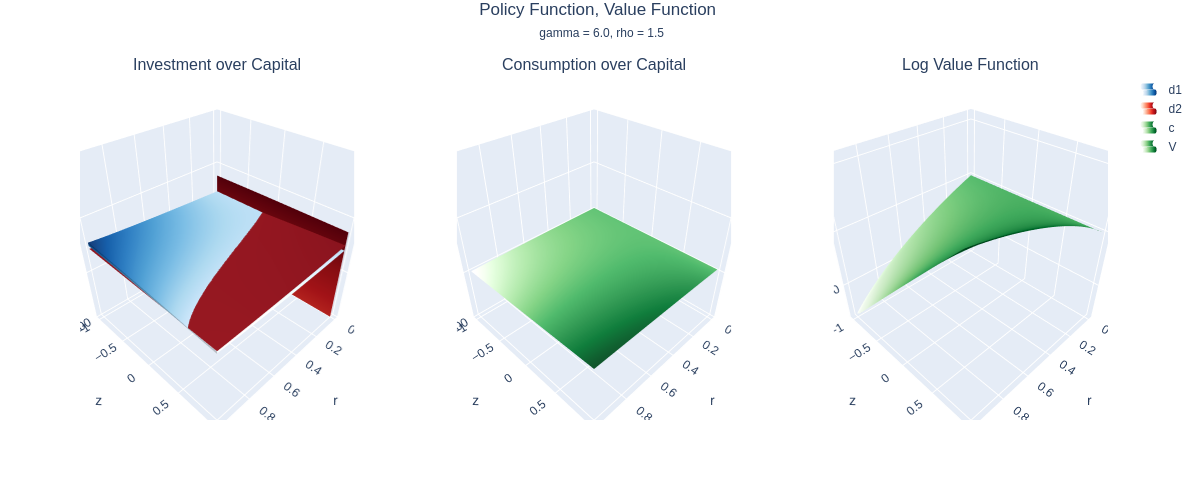 Policy Function, Value Function
gamma = 6.0, rho = 1.5
Investment over Capital
Consumption over Capital
Log Value Function
d1
d2
c
V
−0.5
0
0.5
z
0
0.2
0.4
0.6
0.8
r
−0.5
0
0.5
z
0
0.2
0.4
0.6
0.8
r
0
−1
−0.5
0
0.5
z
0
0.2
0.4
0.6
0.8
r